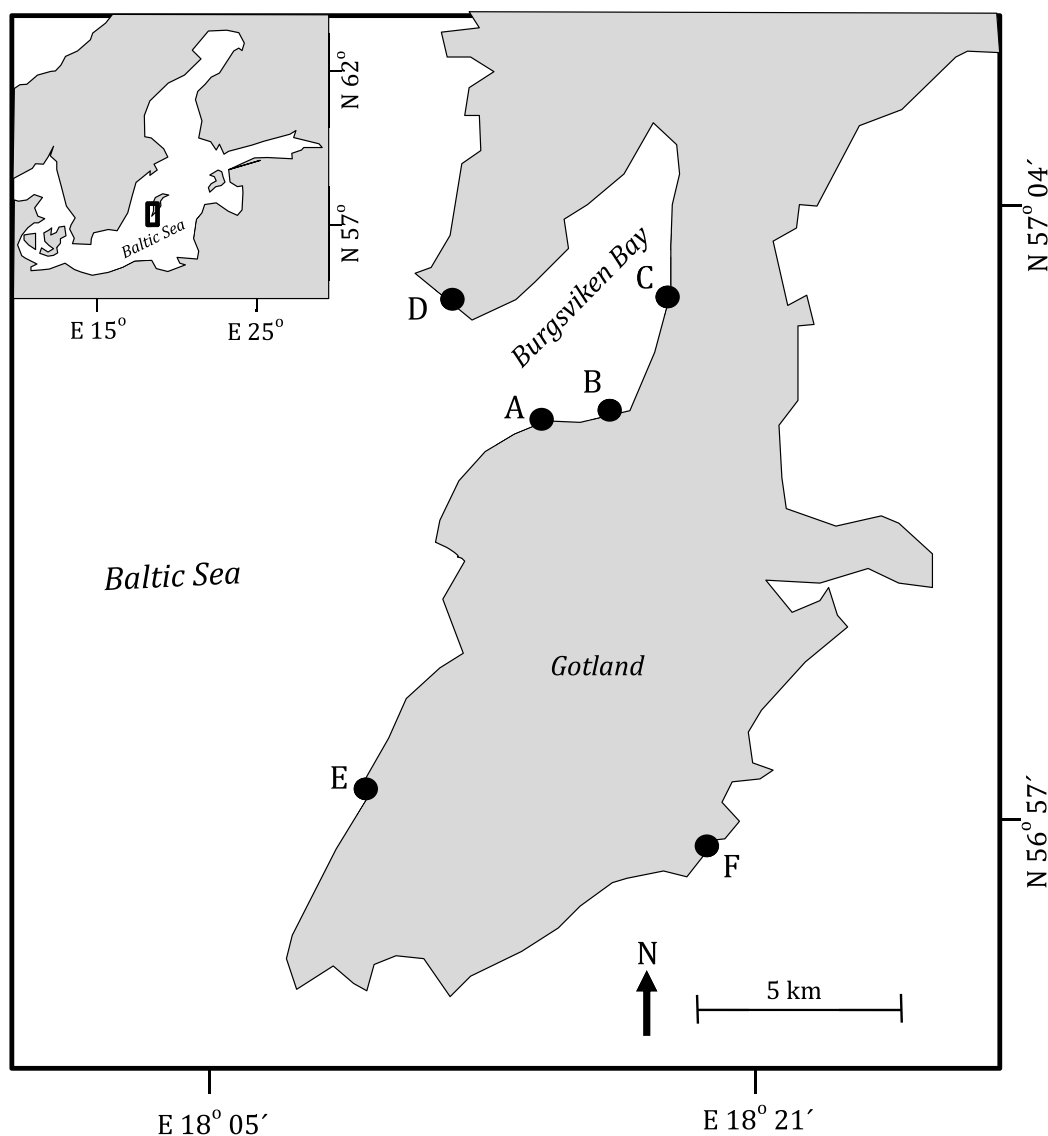 N 62°
N 57°
Baltic Sea
E 15°
E 25°
N 57° 04´
Burgsviken Bay
C
D
B
A
Baltic Sea
Gotland
E
N 56° 57´
F
N
5 km
E 18° 05´
E 18° 21´